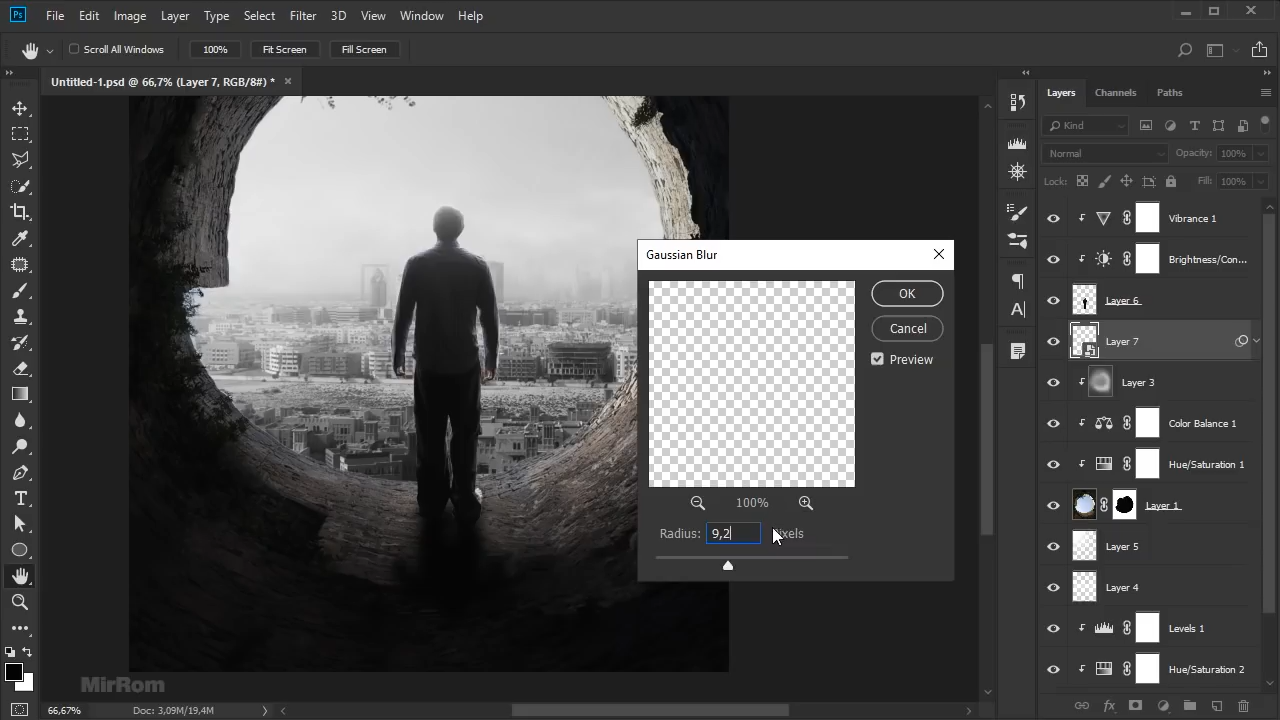 Ps File Edit Image Layer Type Select Filter 3D View Window Help
Scroll All Windows 100% Fit Screen Fill Screen
Untitled-1.psd @ 66,7% (Layer 7, RGB/8#) *
Layers Channels Paths
Kind
Normal Opacity: 100%
Lock: Fill: 100%
Vibrance 1
Brightness/Con...
Layer 6
Layer 7
Layer 3
Color Balance 1
Hue/Saturation 1
Layer 1
Layer 5
Layer 4
Levels 1
Hue/Saturation 2
Gaussian Blur
OK
Cancel
Preview
100%
Radius: 9,2 Pixels
MirRom
66,67% Doc: 3,09M/19,4M